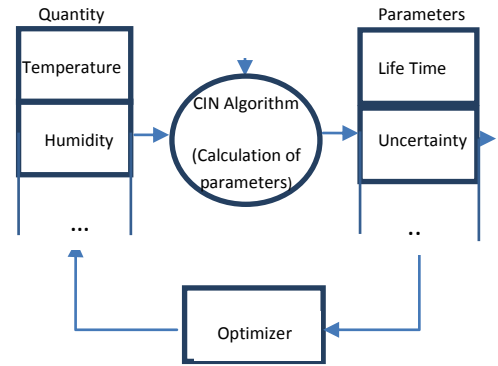 Quantity
Temperature
Humidity
...
CIN Algorithm
(Calculation of
parameters)
Parameters
Life Time
Uncertainty
..
Optimizer